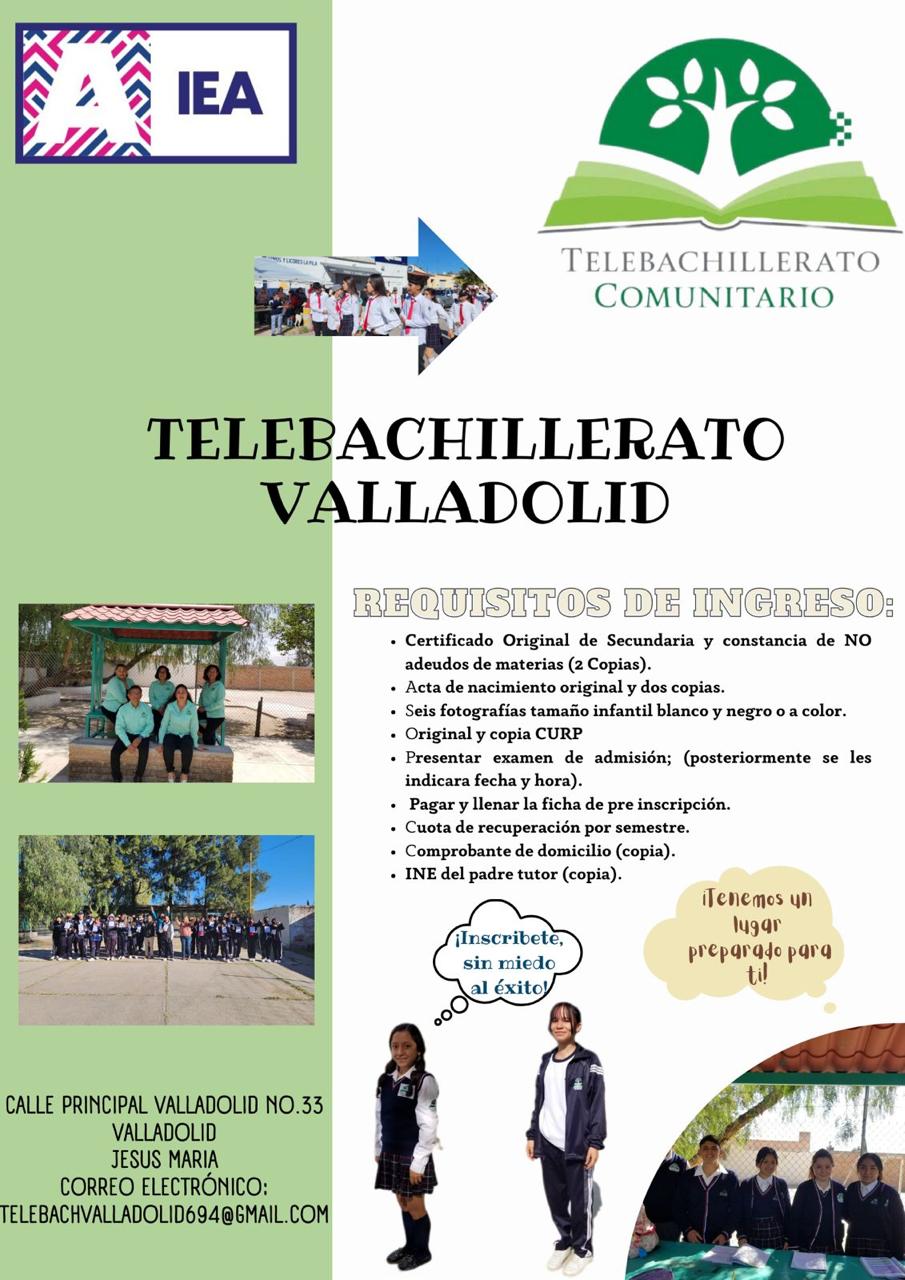 A IEA
TELEBACHILLERATO
COMUNITARIO
TELEBACHILLERATO
VALLADOLID
REQUISITOS DE INGRESO:
• Certificado Original de Secundaria y constancia de NO
adeudos de materias (2 Copias).
• Acta de nacimiento original y dos copias.
• Seis fotografías tamaño infantil blanco y negro o a color.
• Original y copia CURP
• Presentar examen de admisión; (posteriormente se les
indicara fecha y hora).
• Pagar y llenar la ficha de pre inscripción.
• Cuota de recuperación por semestre.
• Comprobante de domicilio (copia).
• INE del padre tutor (copia).
¡Inscribete,
sin miedo
al éxito!
¡Tenemos un
lugar
preparado para
ti!
CALLE PRINCIPAL VALLADOLID NO.33
VALLADOLID
JESUS MARIA
CORREO ELECTRÓNICO:
TELEBACHVALLADOLID694@GMAIL.COM